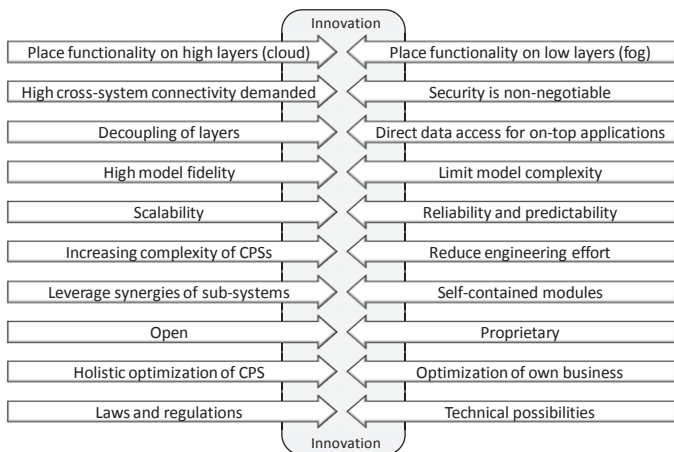 Innovation
Place functionality on high layers (cloud)
Place functionality on low layers (fog)
High cross-system connectivity demanded
Security is non-negotiable
Decoupling of layers
Direct data access for on-top applications
High model fidelity
Limit model complexity
Scalability
Reliability and predictability
Increasing complexity of CPSs
Reduce engineering effort
Leverage synergies of sub-systems
Self-contained modules
Open
Proprietary
Holistic optimization of CPS
Optimization of own business
Laws and regulations
Technical possibilities
Innovation